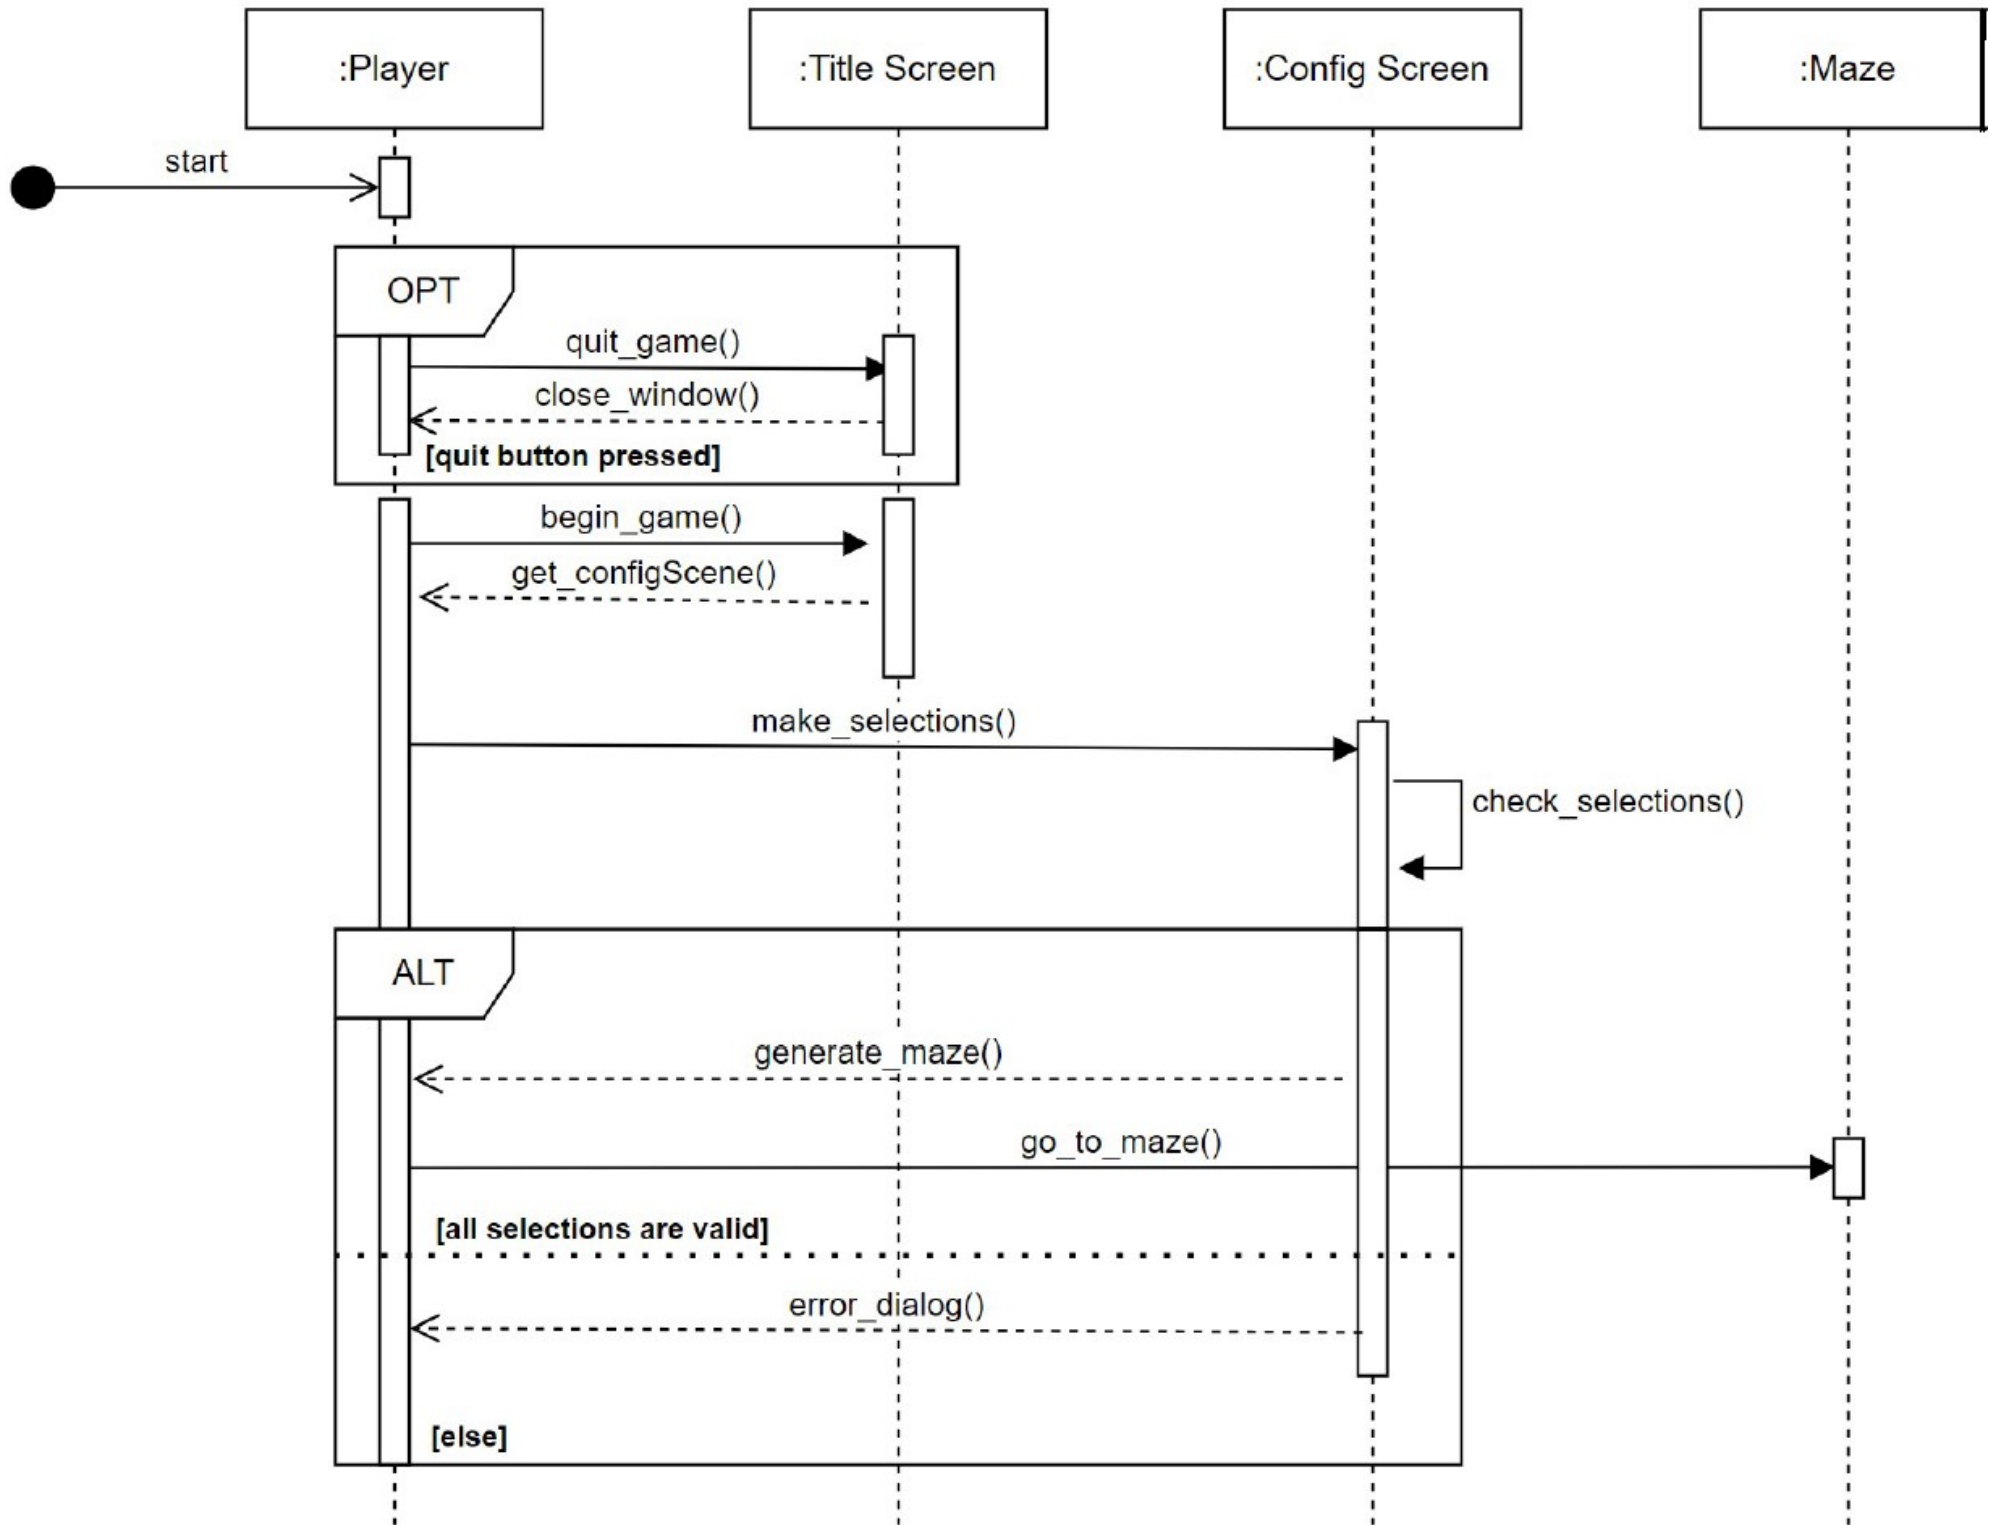 :Player
:Title Screen
:Config Screen
:Maze
start
OPT
quit_game()
close_window()
[quit button pressed]
begin_game()
get_configScene()
make_selections()
check_selections()
ALT
generate_maze()
go_to_maze()
[all selections are valid]
error_dialog()
[else]